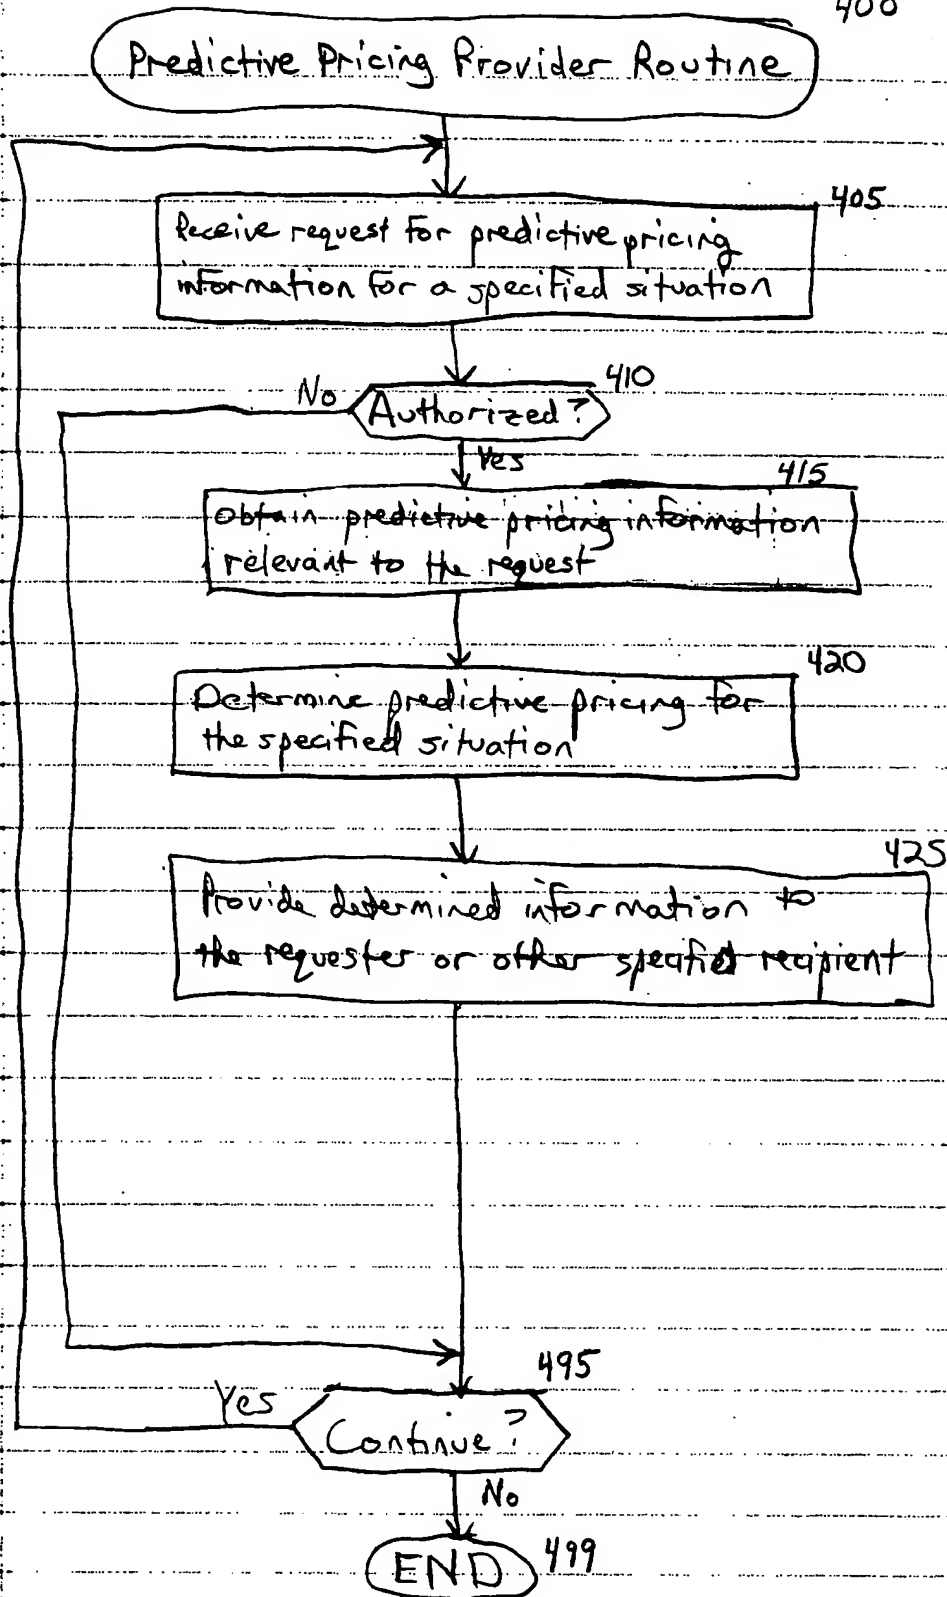 400
Predictive Pricing Provider Routine
405
Receive request for predictive pricing
information for a specified situation
410
No
Authorized?
Yes
415
Obtain predictive pricing information
relevant to the request
420
Determine predictive pricing for
the specified situation
425
Provide determined information to
the requester or other specified recipient
495
Yes
Continue?
No
END
499